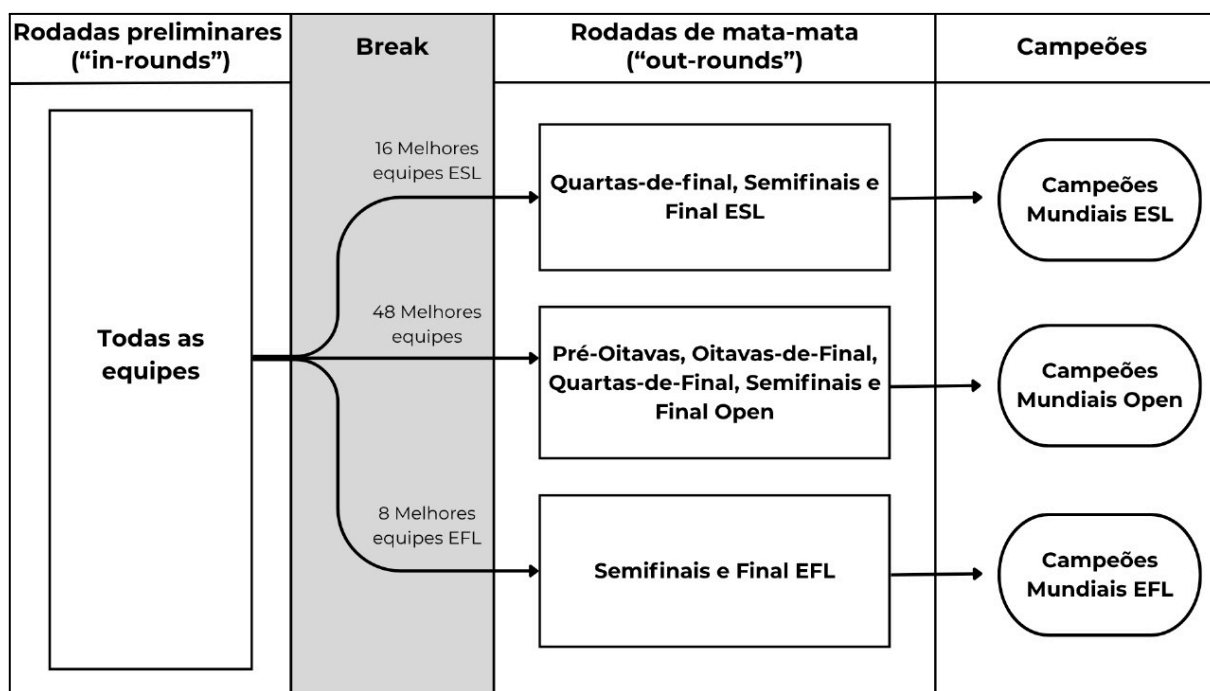 Rodadas preliminares
(“in-rounds”)
Break
Rodadas de mata-mata
(“out-rounds”)
Campeões
Todas as
equipes
16 Melhores
equipes ESL
Quartas-de-final, Semifinais e
Final ESL
Campeões
Mundiais ESL
48 Melhores
equipes
Pré-Oitavas, Oitavas-de-Final,
Quartas-de-Final, Semifinais e
Final Open
Campeões
Mundiais Open
8 Melhores
equipes EFL
Semifinais e Final EFL
Campeões
Mundiais EFL